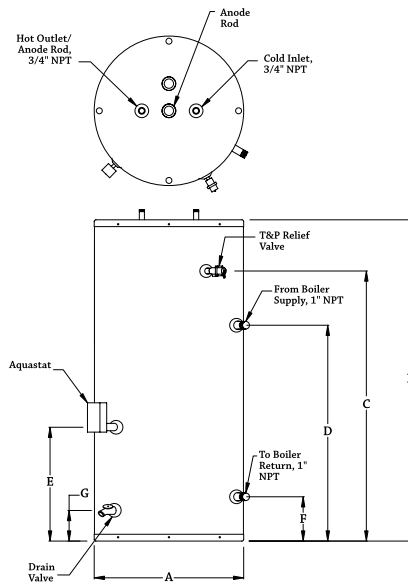 Anode
Rod
Hot Outlet/
Anode Rod,
3/4" NPT
Cold Inlet,
3/4" NPT
T&P Relief
Valve
From Boiler
Supply, 1" NPT
Aquastat
C
D
To Boiler
Return, 1"
NPT
E
G
F
Drain
Valve
A